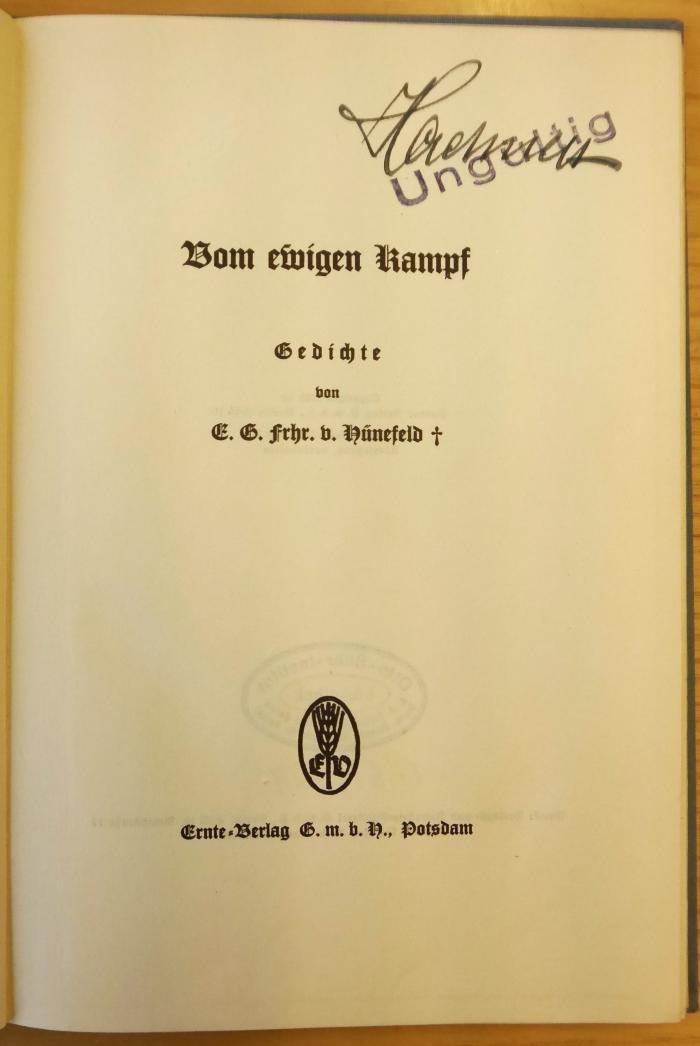 Ungültig
Vom ewigen Kampf
Gedichte
von
E. G. Frhr. v. Hünefeld †
E V
Ernte-Verlag G. m. b. H., Potsdam